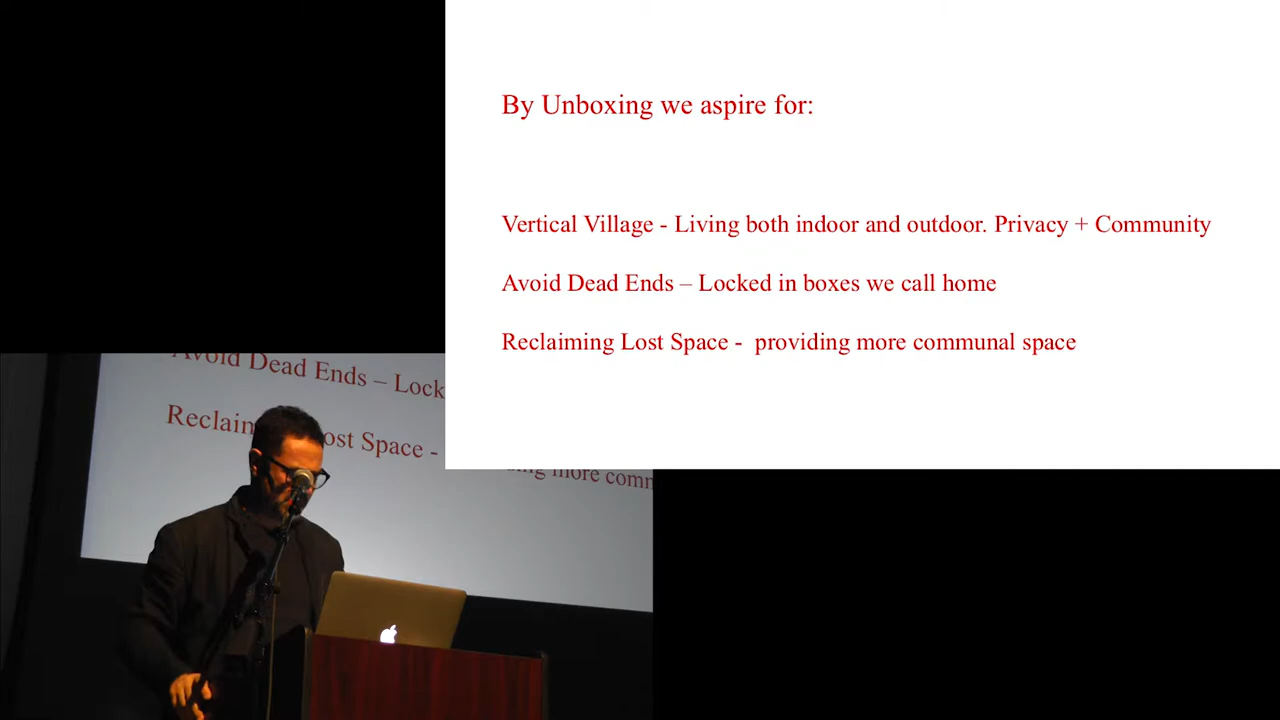 By Unboxing we aspire for:
Vertical Village - Living both indoor and outdoor. Privacy + Community
Avoid Dead Ends – Locked in boxes we call home
Reclaiming Lost Space - providing more communal space
Avoid Dead Ends – Lock
Reclaim ost Space -
more comm